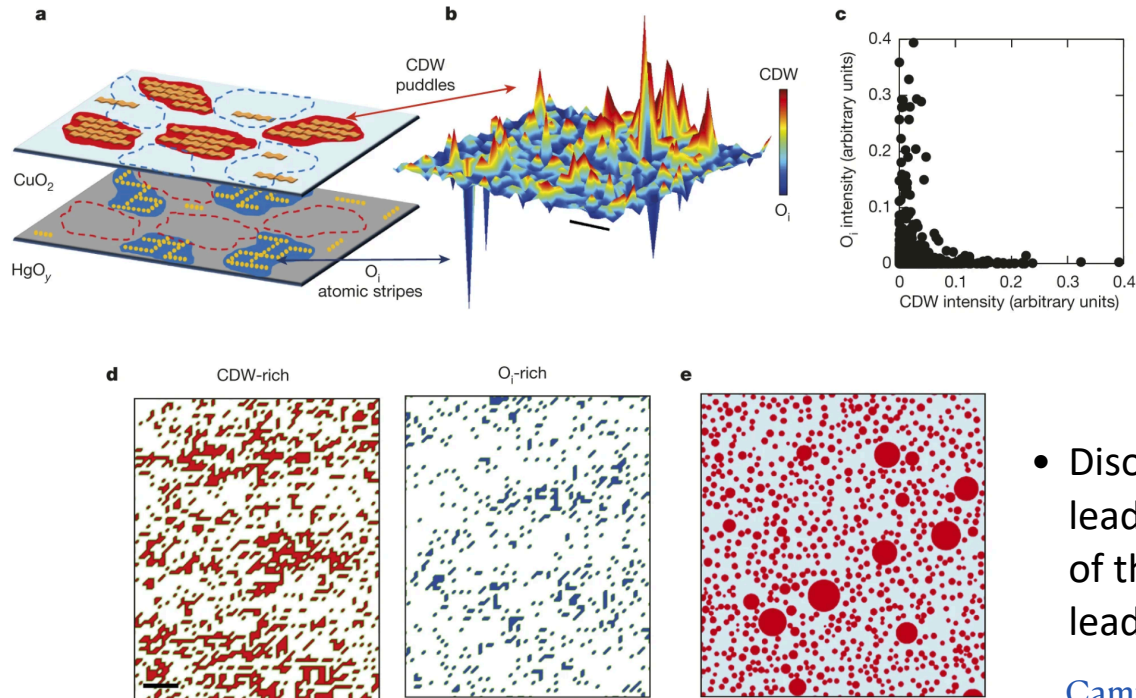 a
CDW
puddles
CuO₂
HgOᵧ
Oᵢ
atomic stripes
b
CDW
Oᵢ
c
Oᵢ intensity (arbitrary units)
0.4
0.3
0.2
0.1
0
0 0.1 0.2 0.3 0.4
CDW intensity (arbitrary units)
d
CDW-rich
Oᵢ-rich
e
• Disc
lead
of th
lead
Cam